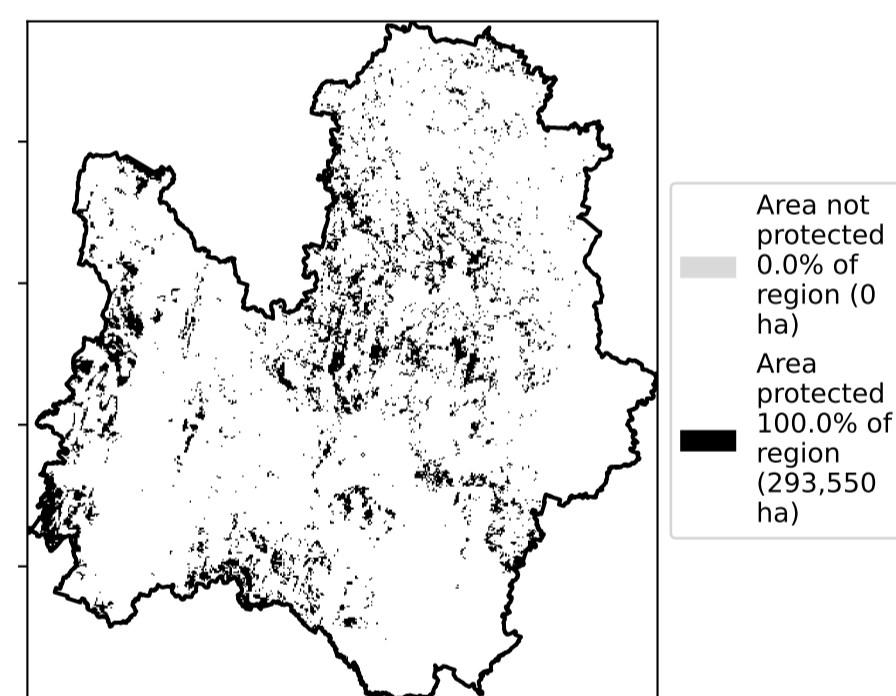 Area not
protected
0.0% of
region (0
ha)
Area
protected
100.0% of
region
(293,550
ha)